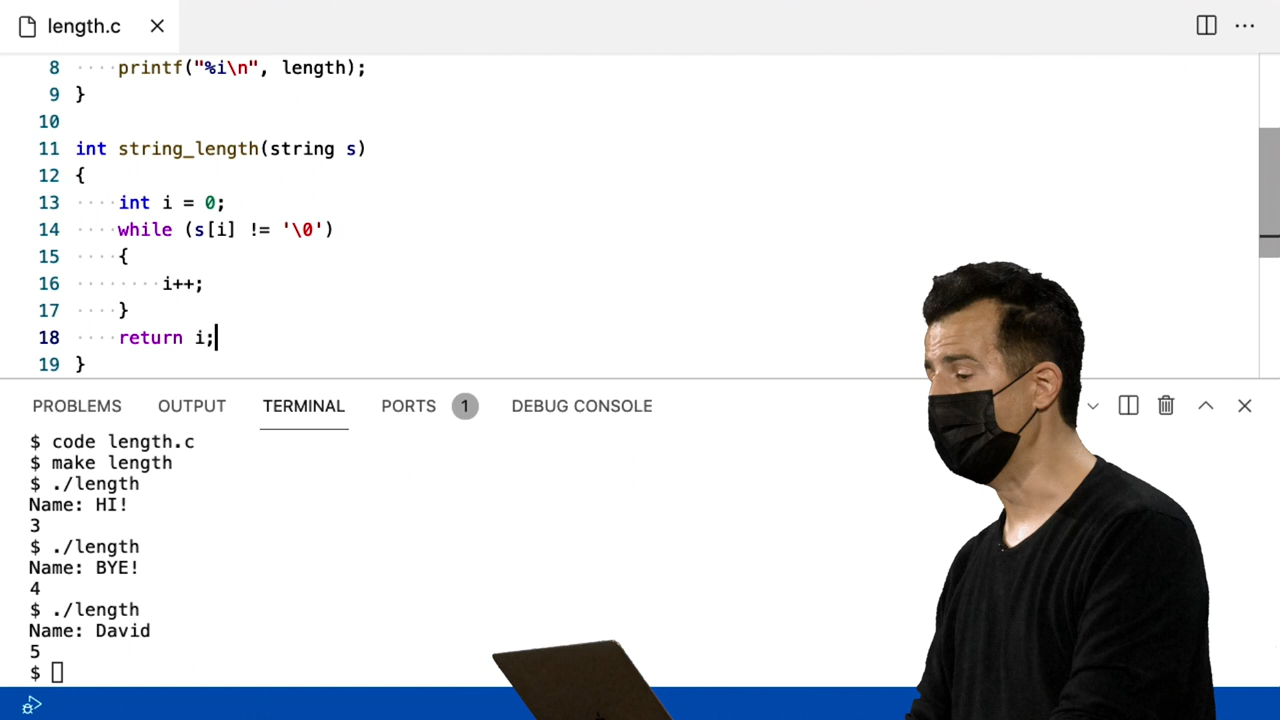 length.c
8 ····printf("%i\n", length);
9 }
10
11 int string_length(string s)
12 {
13 ····int i = 0;
14 ····while (s[i] != '\0')
15 ····{
16 ········i++;
17 ····}
18 ····return i;
19 }
PROBLEMS OUTPUT TERMINAL PORTS 1 DEBUG CONSOLE
$ code length.c
$ make length
$ ./length
Name: HI!
3
$ ./length
Name: BYE!
4
$ ./length
Name: David
5
$